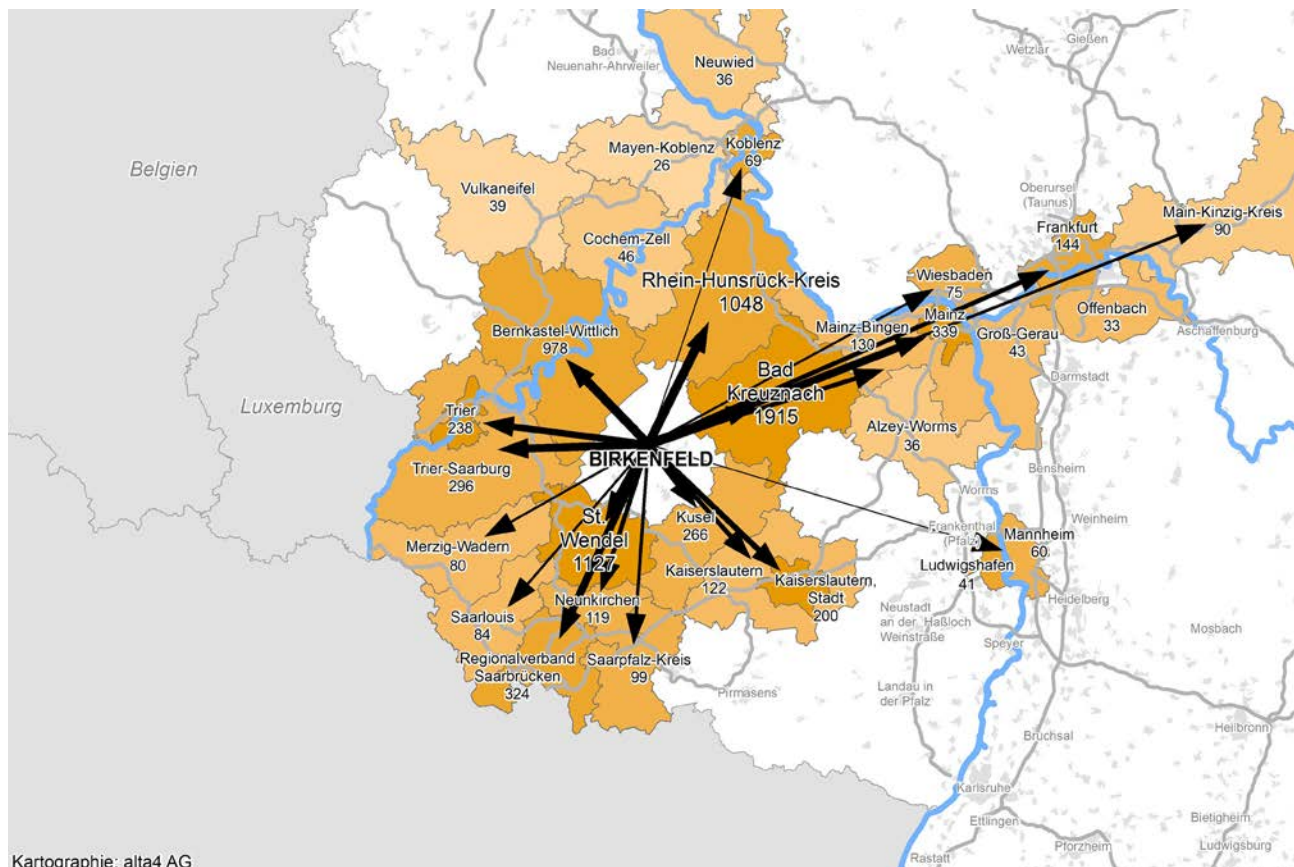 Gießen
Wetzlar
Bad
Neuenahr-Ahrweiler
Neuwied
36
Koblenz
69
Mayen-Koblenz
26
Belgien
Vulkaneifel
39
Oberursel
(Taunus)
Main-Kinzig-Kreis
90
Frankfurt
144
Cochem-Zell
46
Rhein-Hunsrück-Kreis
1048
Wiesbaden
75
Offenbach
33
Mainz
339
Mainz-Bingen
130
Groß-Gerau
43
Aschaffenburg
Bernkastel-Wittlich
978
Bad
Kreuznach
1915
Darmstadt
Luxemburg
Trier
238
Alzey-Worms
36
BIRKENFELD
Trier-Saarburg
296
Bensheim
Worms
Weinheim
Kusel
266
St.
Wendel
1127
Frankenthal
(Pfalz)
Mannheim
60
Merzig-Wadern
80
Ludwigshafen
41
Kaiserslautern
122
Kaiserslautern,
Stadt
200
Neunkirchen
119
Heidelberg
Saarlouis
84
Neustadt
an der
Weinstraße
Haßloch
Mosbach
Speyer
Regionalverband
Saarbrücken
324
Saarpfalz-Kreis
99
Pirmasens
Landau in
der Pfalz
Heilbronn
Bruchsal
Karlsruhe
Ettlingen
Bietigheim
Pforzheim
Ludwigsburg
Rastatt
Kartographie: alta4 AG